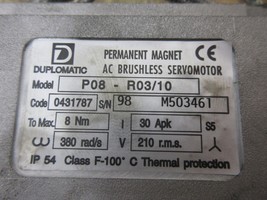 D PERMANENT MAGNET CE
DUPLOMATIC AC BRUSHLESS SERVOMOTOR
Model P08 - R03/10
Code 0431787 S/N 98 M503461
To Max. 8 Nm I 30 Apk S5
ω 380 rad/s V 210 r.m.s.
IP 54 Class F-100° C Thermal protection